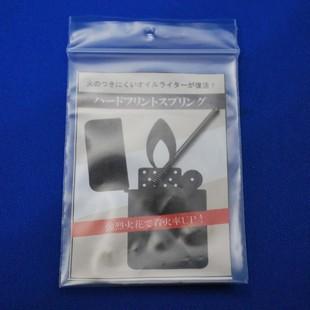 火のつきにくいオイルライターが復活！
ハードフリントスプリング
強烈火花で着火率UP！